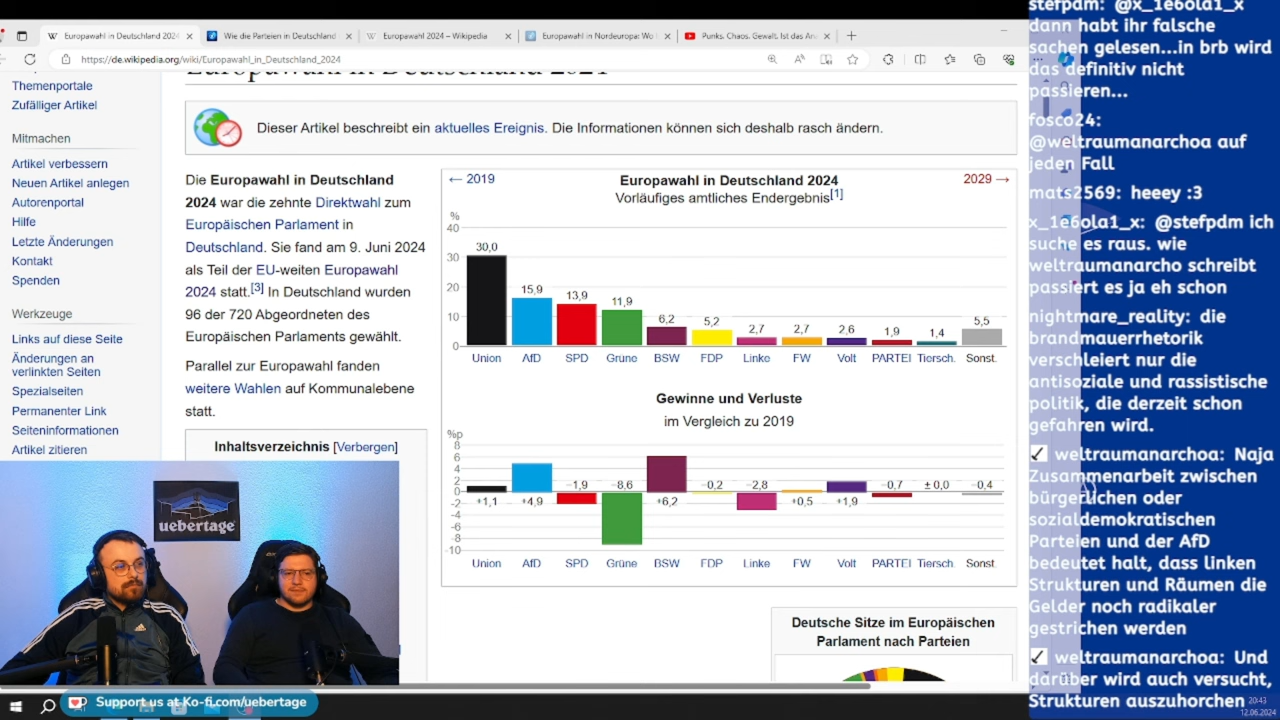 Europawahl in Deutschland 2024
Wie die Parteien in Deutschland
Europawahl 2024 – Wikipedia
Europawahl in Nordeuropa: Wo
Punks. Chaos. Gewalt. Ist das An
https://de.wikipedia.org/wiki/Europawahl_in_Deutschland_2024
Europawahl in Deutschland 2024
Themenportale
Zufälliger Artikel
Mitmachen
Artikel verbessern
Neuen Artikel anlegen
Autorenportal
Hilfe
Letzte Änderungen
Kontakt
Spenden
Werkzeuge
Links auf diese Seite
Änderungen an
verlinkten Seiten
Spezialseiten
Permanenter Link
Seiteninformationen
Artikel zitieren
Dieser Artikel beschreibt ein aktuelles Ereignis. Die Informationen können sich deshalb rasch ändern.
Die Europawahl in Deutschland
2024 war die zehnte Direktwahl zum
Europäischen Parlament in
Deutschland. Sie fand am 9. Juni 2024
als Teil der EU-weiten Europawahl
2024 statt.[3] In Deutschland wurden
96 der 720 Abgeordneten des
Europäischen Parlaments gewählt.
Parallel zur Europawahl fanden
weitere Wahlen auf Kommunalebene
statt.
Inhaltsverzeichnis [Verbergen]
← 2019
Europawahl in Deutschland 2024
2029 →
Vorläufiges amtliches Endergebnis[1]
%
40
30
20
10
0
30,0
15,9
13,9
11,9
6,2
5,2
2,7
2,7
2,6
1,9
1,4
5,5
Union AfD SPD Grüne BSW FDP Linke FW Volt PARTEI Tiersch. Sonst.
Gewinne und Verluste
im Vergleich zu 2019
%p
8
6
4
2
0
-2
-4
-6
-8
-10
+1,1
+4,9
−1,9
−8,6
+6,2
−0,2
−2,8
+0,5
+1,9
−0,7
± 0,0
−0,4
Union AfD SPD Grüne BSW FDP Linke FW Volt PARTEI Tiersch. Sonst.
Deutsche Sitze im Europäischen
Parlament nach Parteien
uebertage
adidas
Support us at Ko-fi.com/uebertage
stefpdm: @x_1e6ola1_x
dann habt ihr falsche
sachen gelesen...in brb wird
das definitiv nicht
passieren...
fosco24:
@weltraumanarchoa auf
jeden Fall
mats2569: heeey :3
x_1e6ola1_x: @stefpdm ich
suche es raus. wie
weltraumanarcho schreibt
passiert es ja eh schon
nightmare_reality: die
brandmauerrhetorik
verschleiert nur die
antisoziale und rassistische
politik, die derzeit schon
gefahren wird.
weltraumanarchoa: Naja
Zusammenarbeit zwischen
bürgerlichen oder
sozialdemokratischen
Parteien und der AfD
bedeutet halt, dass linken
Strukturen und Räumen die
Gelder noch radikaler
gestrichen werden
weltraumanarchoa: Und
darüber wird auch versucht,
Strukturen auszuhorchen
20:43
12.06.2024